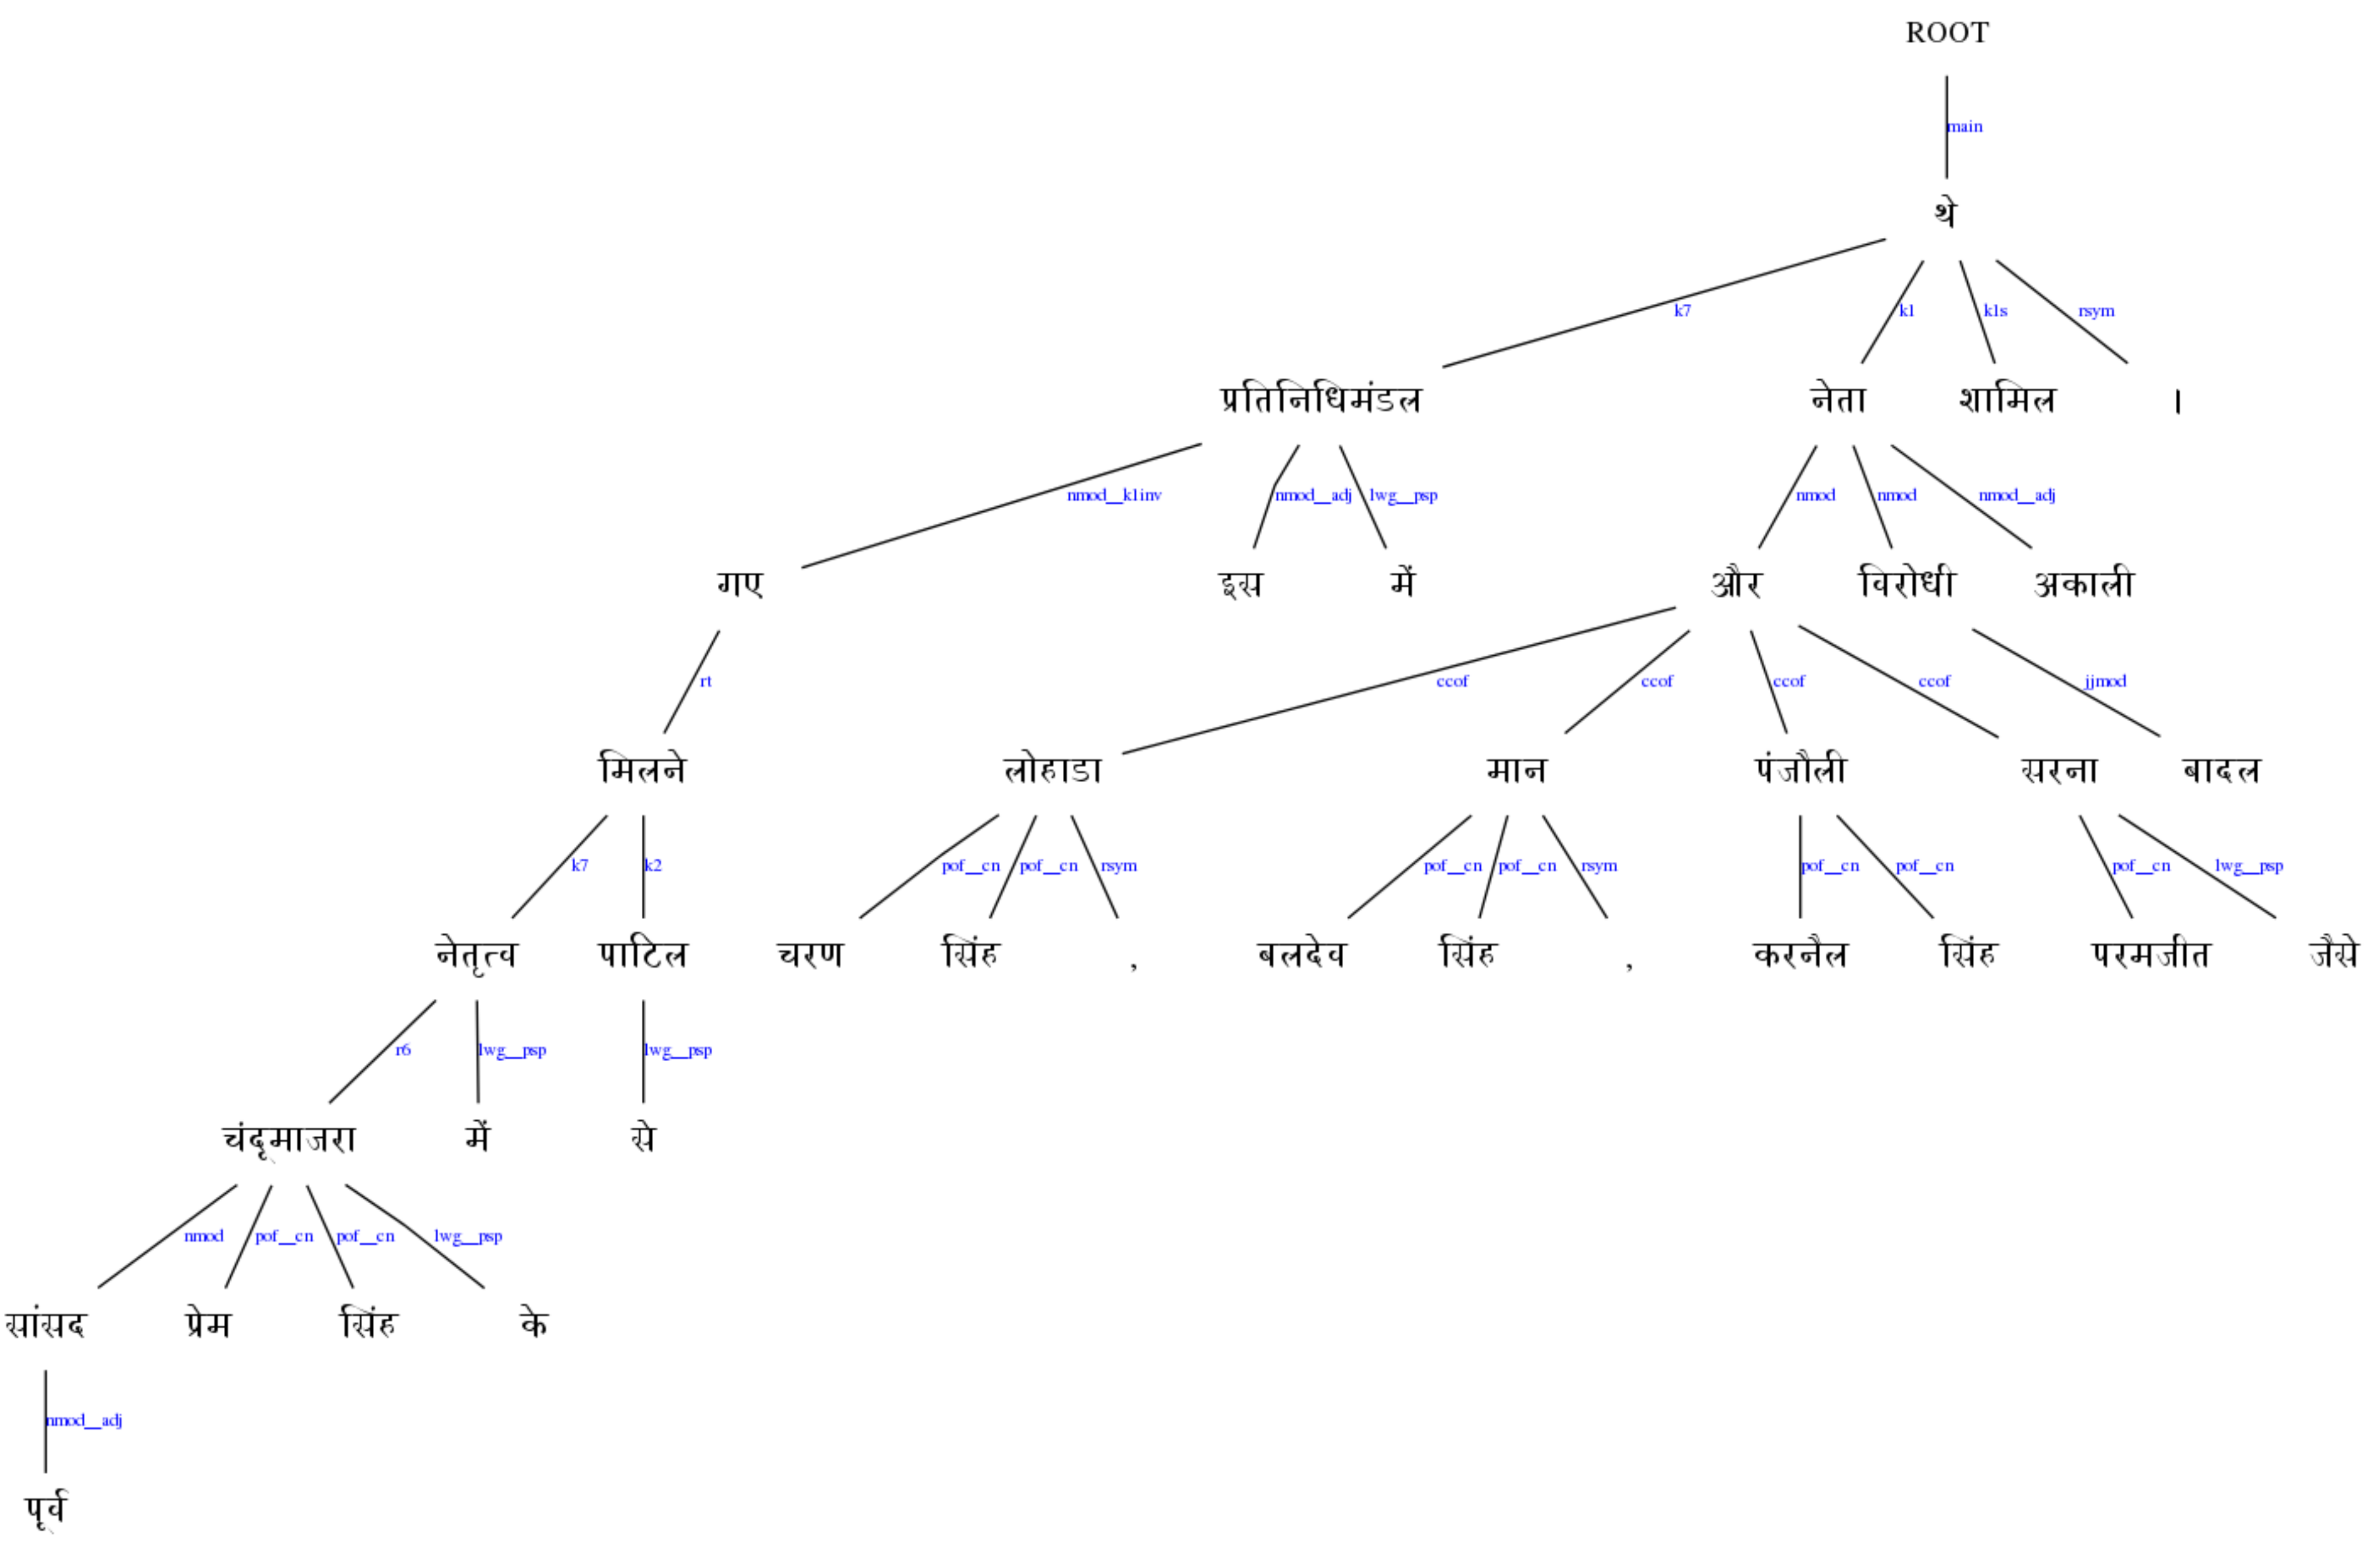 ROOT
main
थे
k7 k1 k1s rsym
प्रतिनिधिमंडल नेता शामिल ।
nmod__k1inv nmod__adj lwg__psp nmod nmod nmod__adj
गए इस में और विरोधी अकाली
rt ccof ccof ccof ccof jjmod
मिलने लोहाडा मान पंजौली सरना बादल
k7 k2 pof__cn pof__cn rsym pof__cn pof__cn rsym pof__cn pof__cn pof__cn lwg__psp
नेतृत्व पाटिल चरण सिंह , बलदेव सिंह , करनैल सिंह परमजीत जैसे
r6 lwg__psp lwg__psp
चंदूमाजरा में से
nmod pof__cn pof__cn lwg__psp
सांसद प्रेम सिंह के
nmod__adj
पूर्व